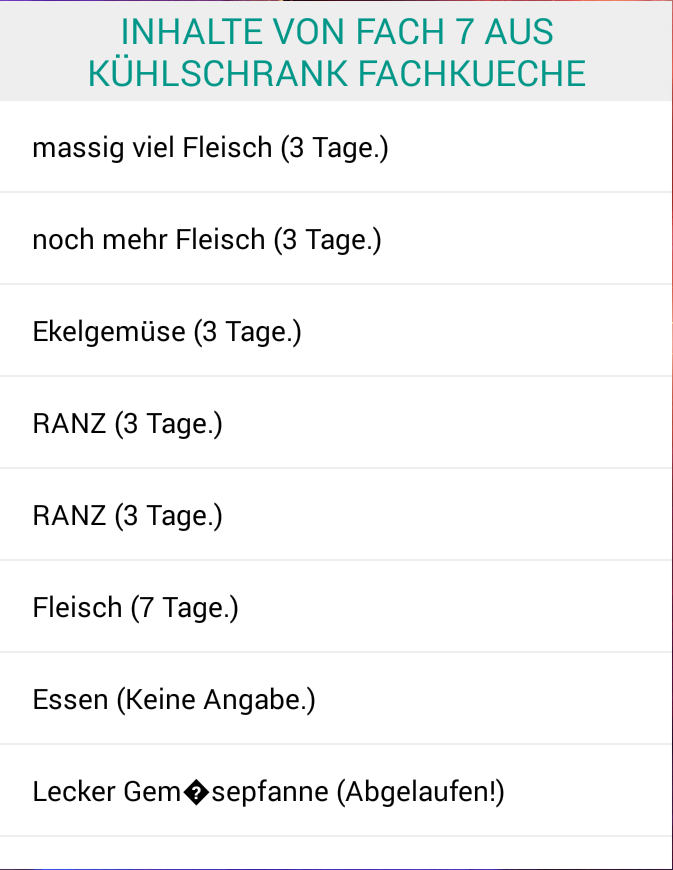 INHALTE VON FACH 7 AUS
KÜHLSCHRANK FACHKUECHE
massig viel Fleisch (3 Tage.)
noch mehr Fleisch (3 Tage.)
Ekelgemüse (3 Tage.)
RANZ (3 Tage.)
RANZ (3 Tage.)
Fleisch (7 Tage.)
Essen (Keine Angabe.)
Lecker Gem�sepfanne (Abgelaufen!)